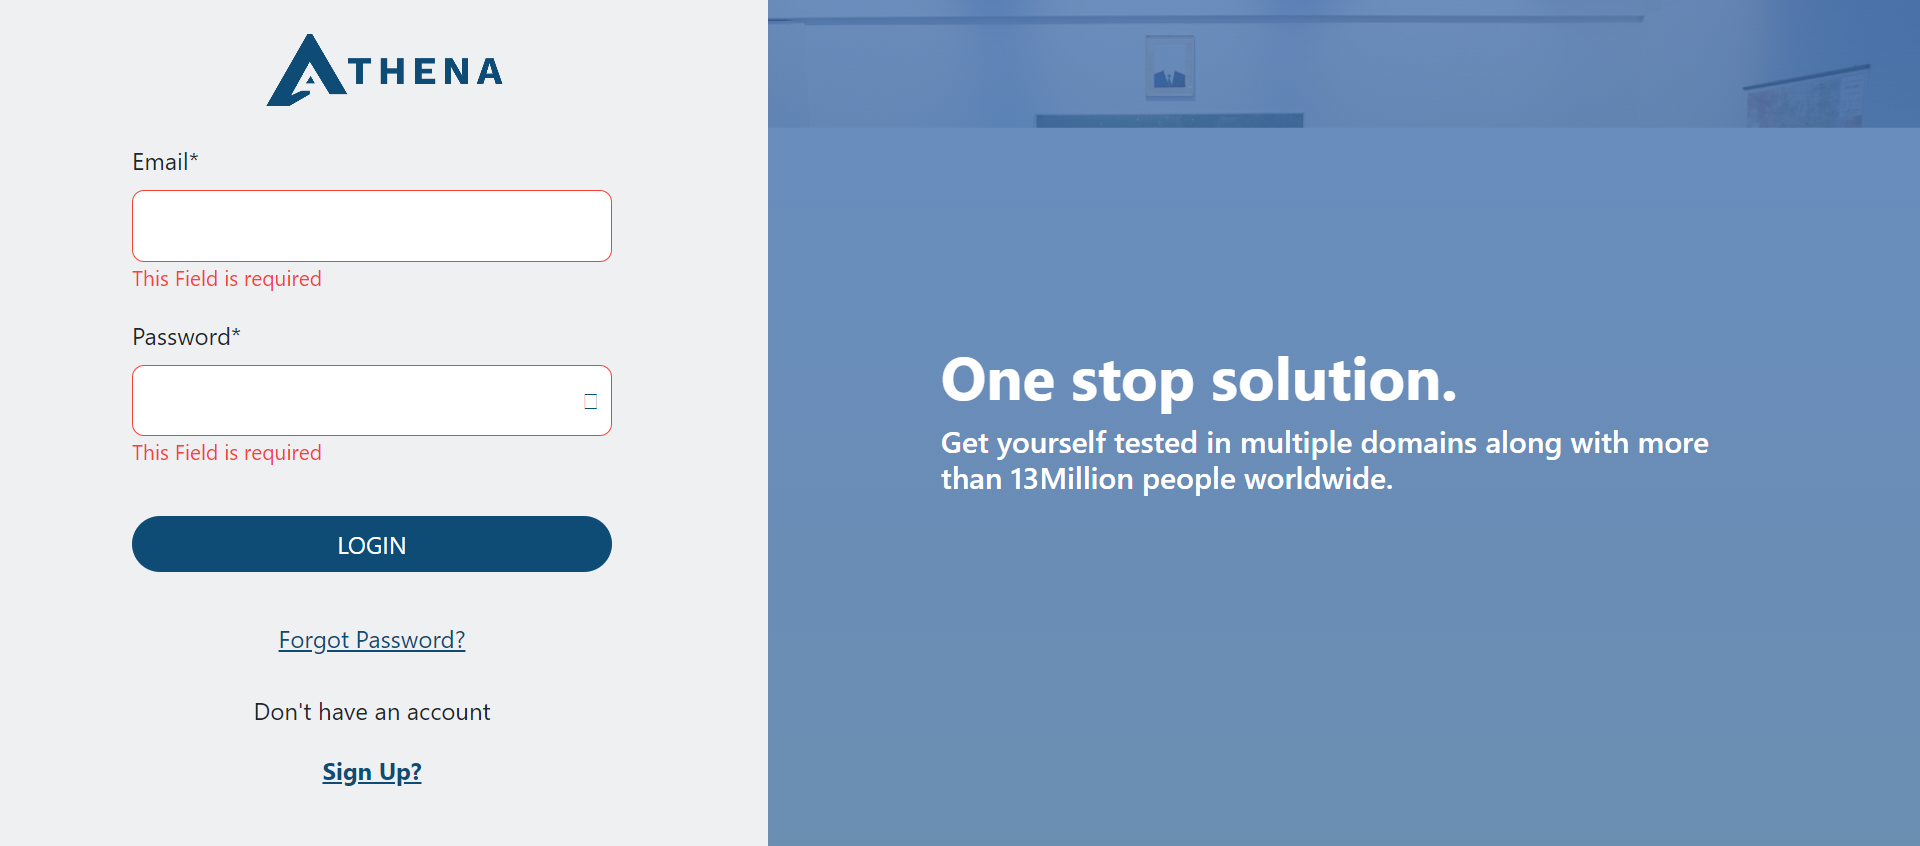 ATHENA
Email*
This Field is required
Password*
This Field is required
LOGIN
Forgot Password?
Don't have an account
Sign Up?
One stop solution.
Get yourself tested in multiple domains along with more
than 13Million people worldwide.